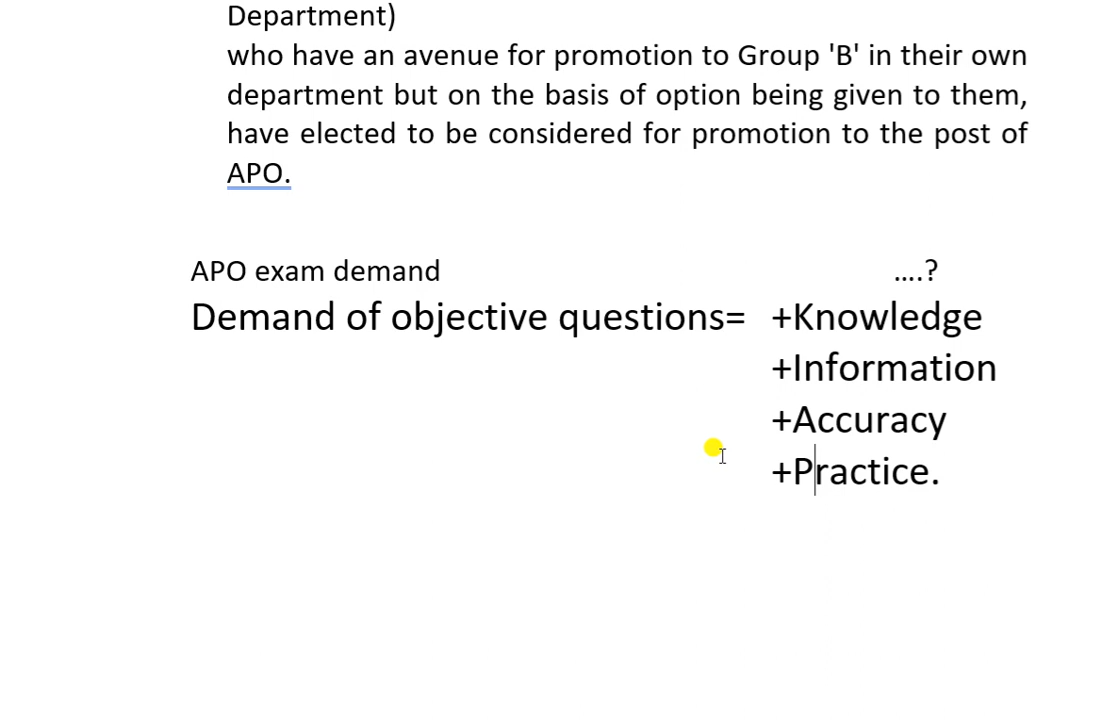 Department)
who have an avenue for promotion to Group 'B' in their own
department but on the basis of option being given to them,
have elected to be considered for promotion to the post of
APO.
APO exam demand ....?
Demand of objective questions= +Knowledge
+Information
+Accuracy
+Practice.